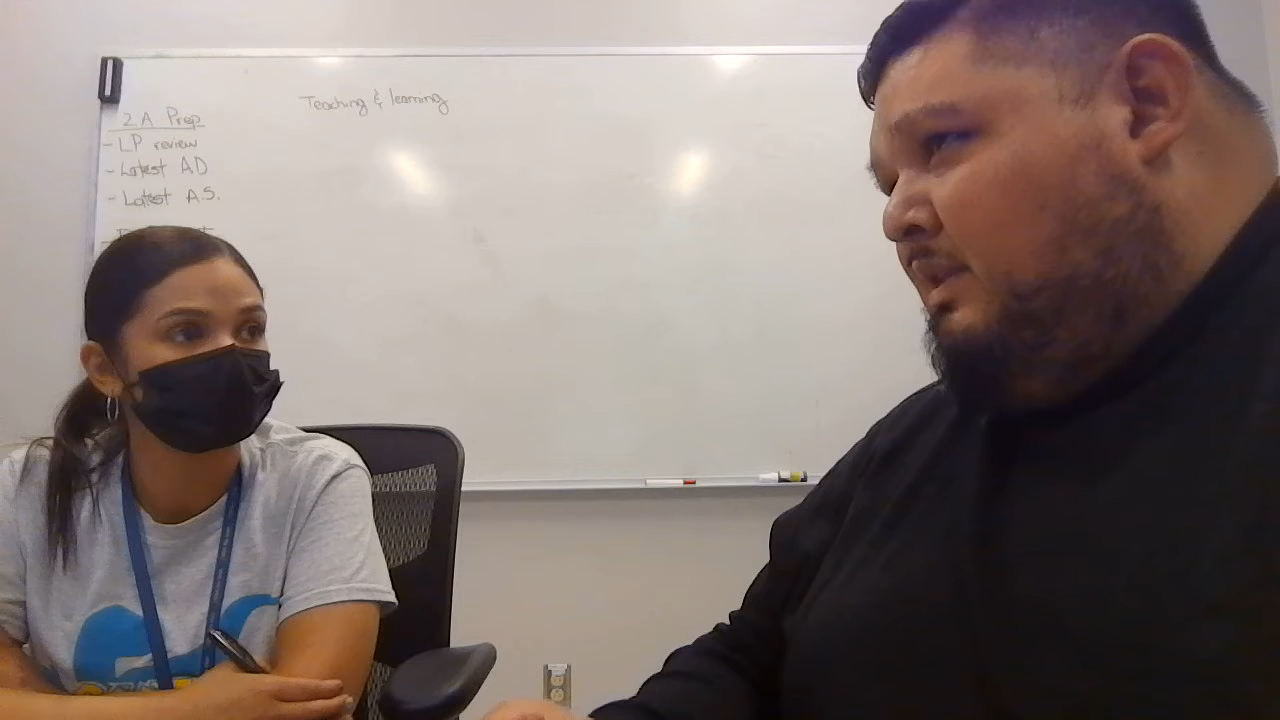 Teaching & learning
2A Prep
- LP review
- Latest AD
- Latest A.S.